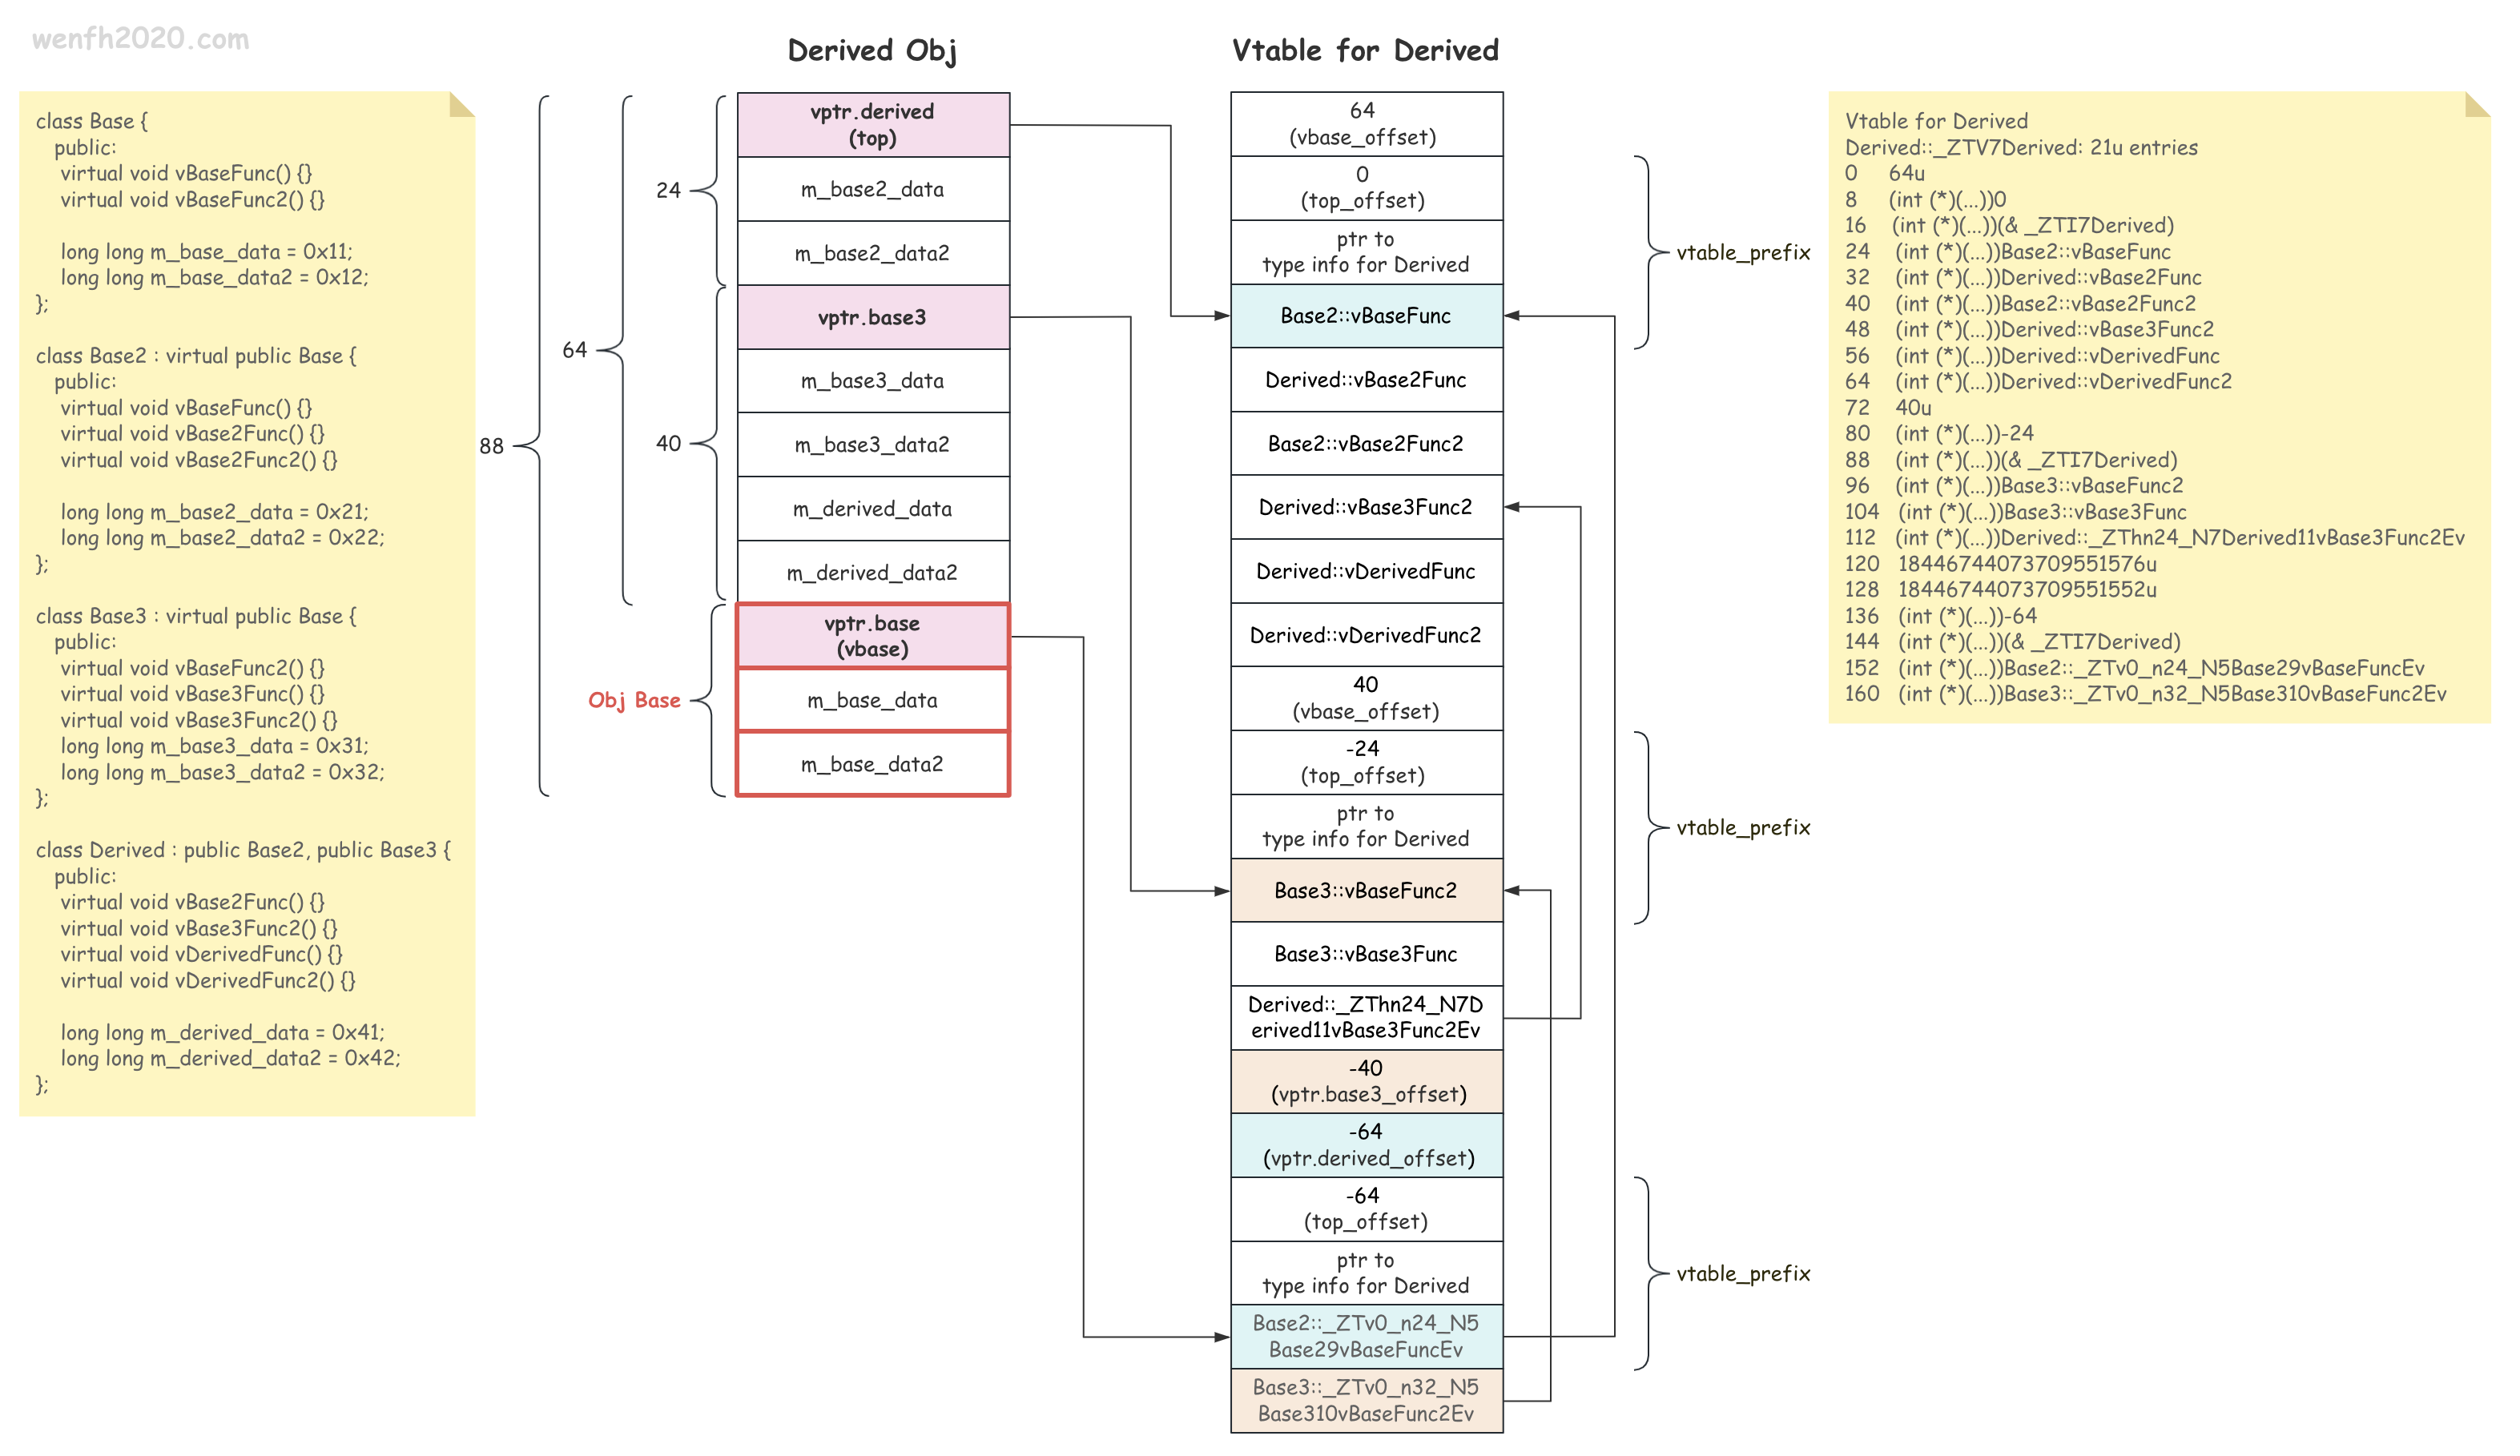 wenfh2020.com
class Base {
public:
virtual void vBaseFunc() {}
virtual void vBaseFunc2() {}
long long m_base_data = 0x11;
long long m_base_data2 = 0x12;
};
class Base2 : virtual public Base {
public:
virtual void vBaseFunc() {}
virtual void vBase2Func() {}
virtual void vBase2Func2() {}
long long m_base2_data = 0x21;
long long m_base2_data2 = 0x22;
};
class Base3 : virtual public Base {
public:
virtual void vBaseFunc2() {}
virtual void vBase3Func() {}
virtual void vBase3Func2() {}
long long m_base3_data = 0x31;
long long m_base3_data2 = 0x32;
};
class Derived : public Base2, public Base3 {
public:
virtual void vBase2Func() {}
virtual void vBase3Func2() {}
virtual void vDerivedFunc() {}
virtual void vDerivedFunc2() {}
long long m_derived_data = 0x41;
long long m_derived_data2 = 0x42;
};
88
64
24
40
Obj Base
Derived Obj
vptr.derived
(top)
m_base2_data
m_base2_data2
vptr.base3
m_base3_data
m_base3_data2
m_derived_data
m_derived_data2
vptr.base
(vbase)
m_base_data
m_base_data2
Vtable for Derived
64
(vbase_offset)
0
(top_offset)
ptr to
type info for Derived
Base2::vBaseFunc
Derived::vBase2Func
Base2::vBase2Func2
Derived::vBase3Func2
Derived::vDerivedFunc
Derived::vDerivedFunc2
40
(vbase_offset)
-24
(top_offset)
ptr to
type info for Derived
Base3::vBaseFunc2
Base3::vBase3Func
Derived::_ZThn24_N7D
erived11vBase3Func2Ev
-40
(vptr.base3_offset)
-64
(vptr.derived_offset)
-64
(top_offset)
ptr to
type info for Derived
Base2::_ZTv0_n24_N5
Base29vBaseFuncEv
Base3::_ZTv0_n32_N5
Base310vBaseFunc2Ev
vtable_prefix
vtable_prefix
vtable_prefix
Vtable for Derived
Derived::_ZTV7Derived: 21u entries
0 64u
8 (int (*)(...))0
16 (int (*)(...))(& _ZTI7Derived)
24 (int (*)(...))Base2::vBaseFunc
32 (int (*)(...))Derived::vBase2Func
40 (int (*)(...))Base2::vBase2Func2
48 (int (*)(...))Derived::vBase3Func2
56 (int (*)(...))Derived::vDerivedFunc
64 (int (*)(...))Derived::vDerivedFunc2
72 40u
80 (int (*)(...))-24
88 (int (*)(...))(& _ZTI7Derived)
96 (int (*)(...))Base3::vBaseFunc2
104 (int (*)(...))Base3::vBase3Func
112 (int (*)(...))Derived::_ZThn24_N7Derived11vBase3Func2Ev
120 18446744073709551576u
128 18446744073709551552u
136 (int (*)(...))-64
144 (int (*)(...))(& _ZTI7Derived)
152 (int (*)(...))Base2::_ZTv0_n24_N5Base29vBaseFuncEv
160 (int (*)(...))Base3::_ZTv0_n32_N5Base310vBaseFunc2Ev